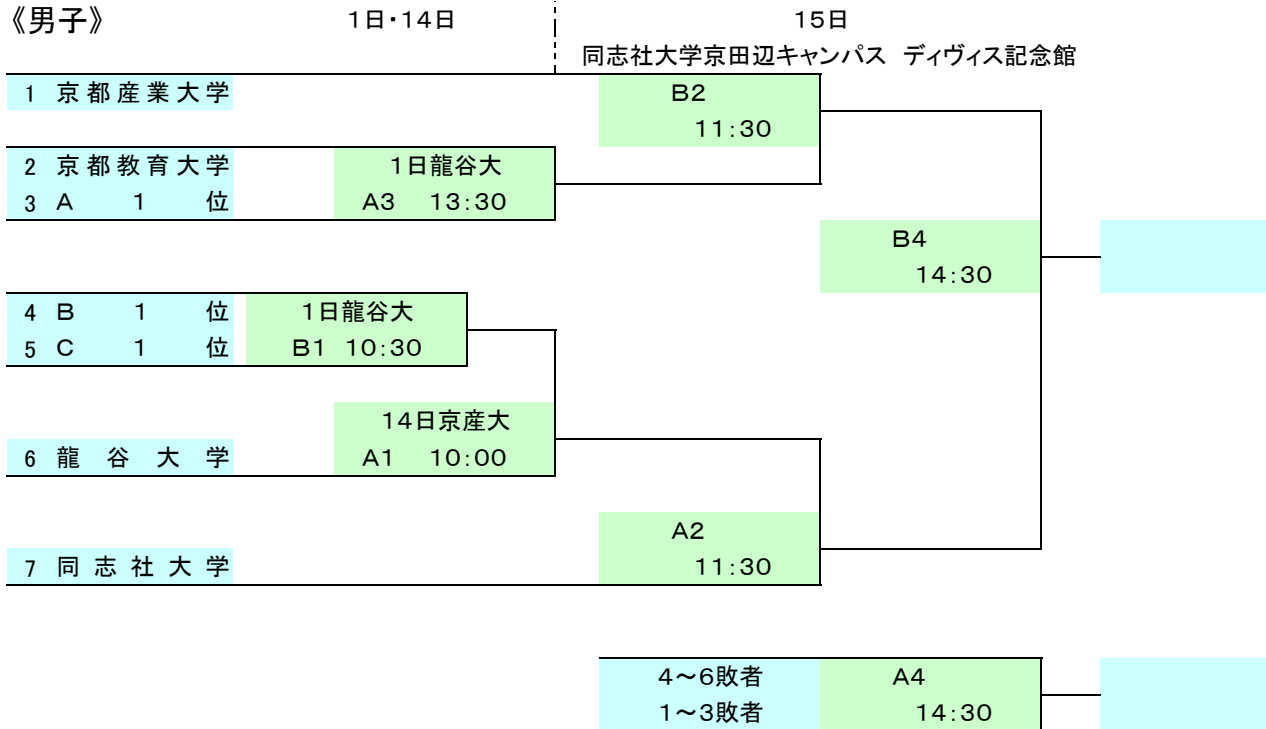 《男子》 １日・１４日 １５日
同志社大学京田辺キャンパス ディヴィス記念館
1 京都産業大学 Ｂ２
１１：３０
2 京都教育大学 １日龍谷大
3 Ａ １ 位 Ａ３ １３：３０
Ｂ４
１４：３０
4 Ｂ １ 位 １日龍谷大
5 Ｃ １ 位 Ｂ１ １０：３０
１４日京産大
6 龍谷大学 Ａ１ １０：００
Ａ２
7 同志社大学 １１：３０
４～６敗者 Ａ４
１～３敗者 １４：３０